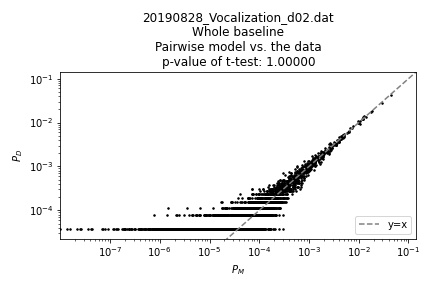 20190828_Vocalization_d02.dat
Whole baseline
Pairwise model vs. the data
p-value of t-test: 1.00000
10⁻¹
10⁻²
10⁻³
10⁻⁴
P_D
y=x
10⁻⁷ 10⁻⁶ 10⁻⁵ 10⁻⁴ 10⁻³ 10⁻² 10⁻¹
P_M